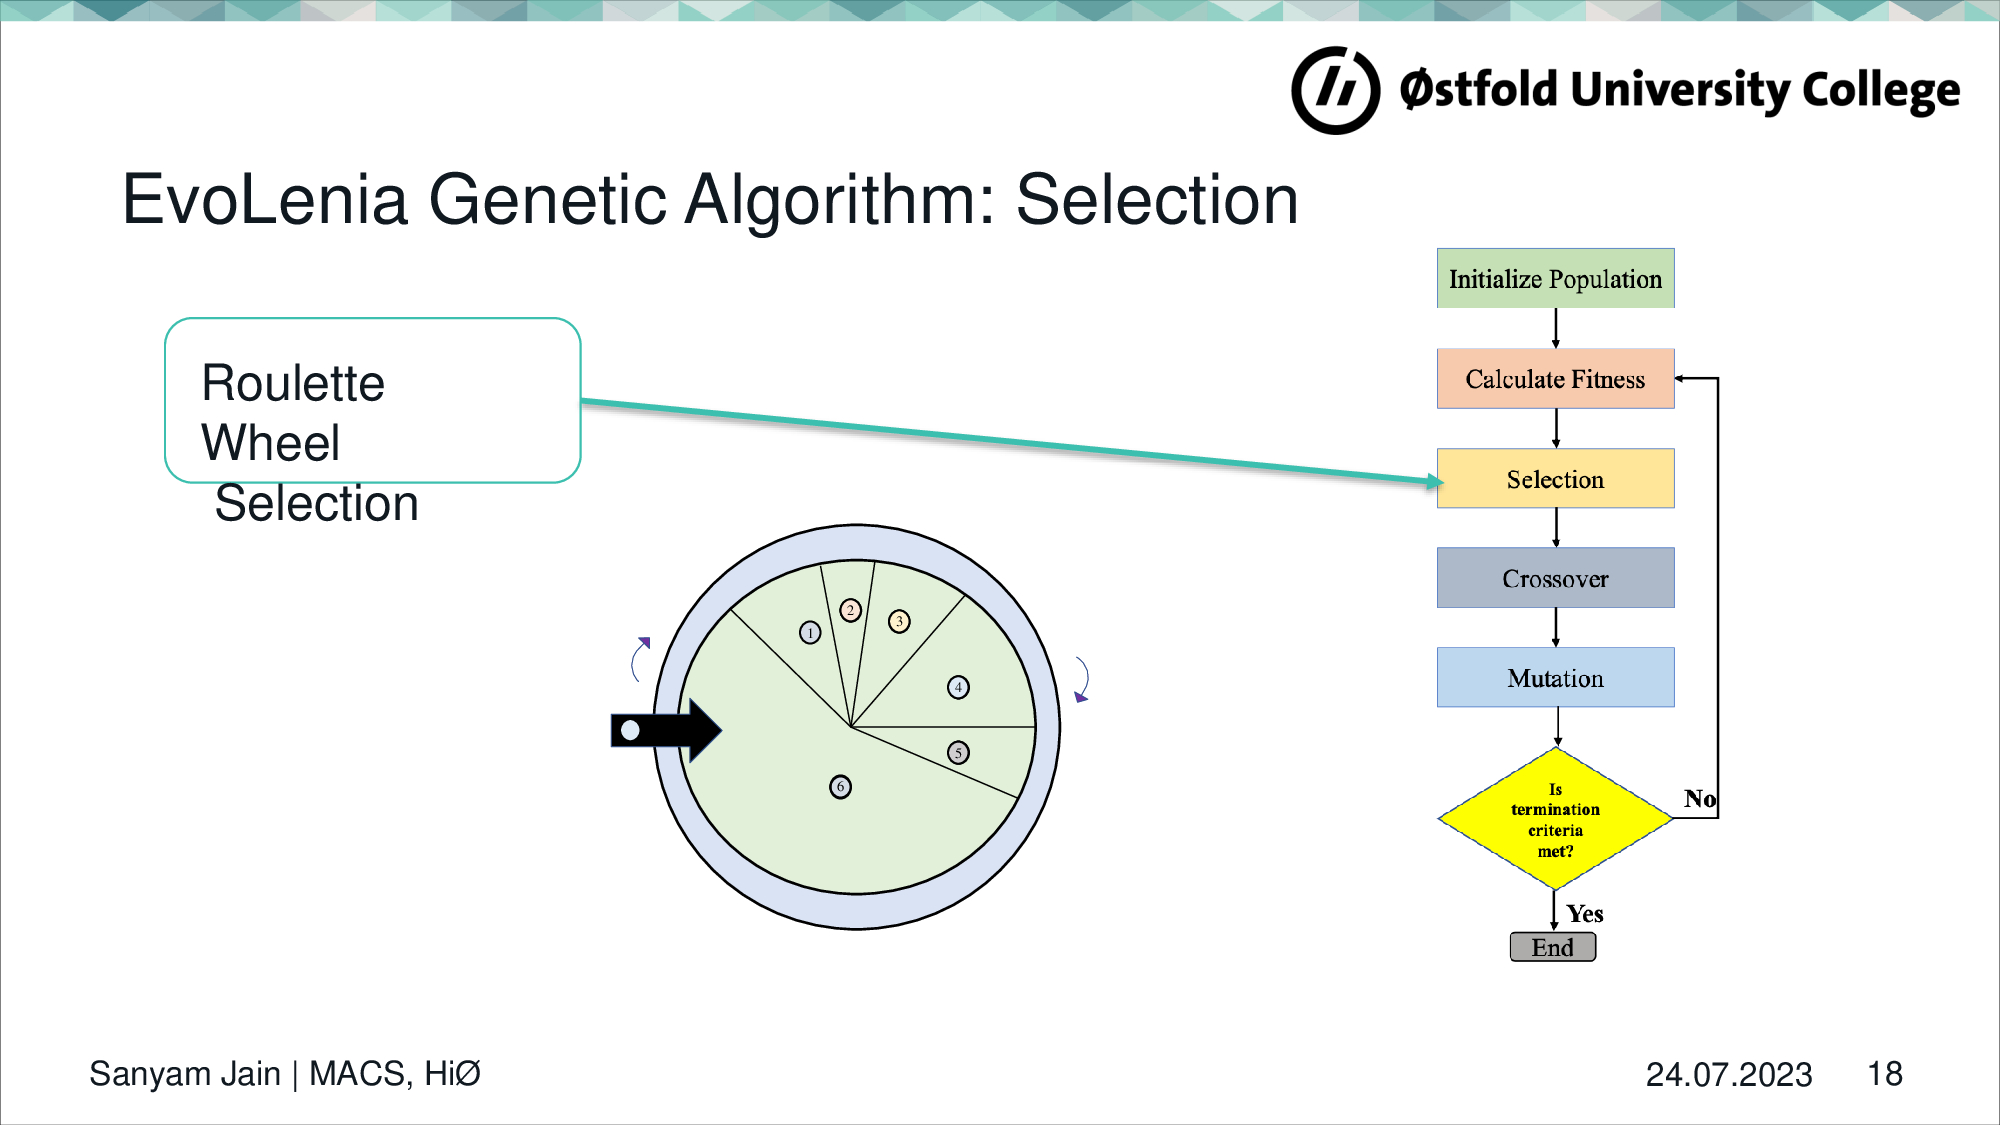 Østfold University College
EvoLenia Genetic Algorithm: Selection
Roulette
Wheel
Selection
1
2
3
4
5
6
Initialize Population
Calculate Fitness
Selection
Crossover
Mutation
Is
termination
criteria
met?
No
Yes
End
Sanyam Jain | MACS, HiØ
24.07.2023
18